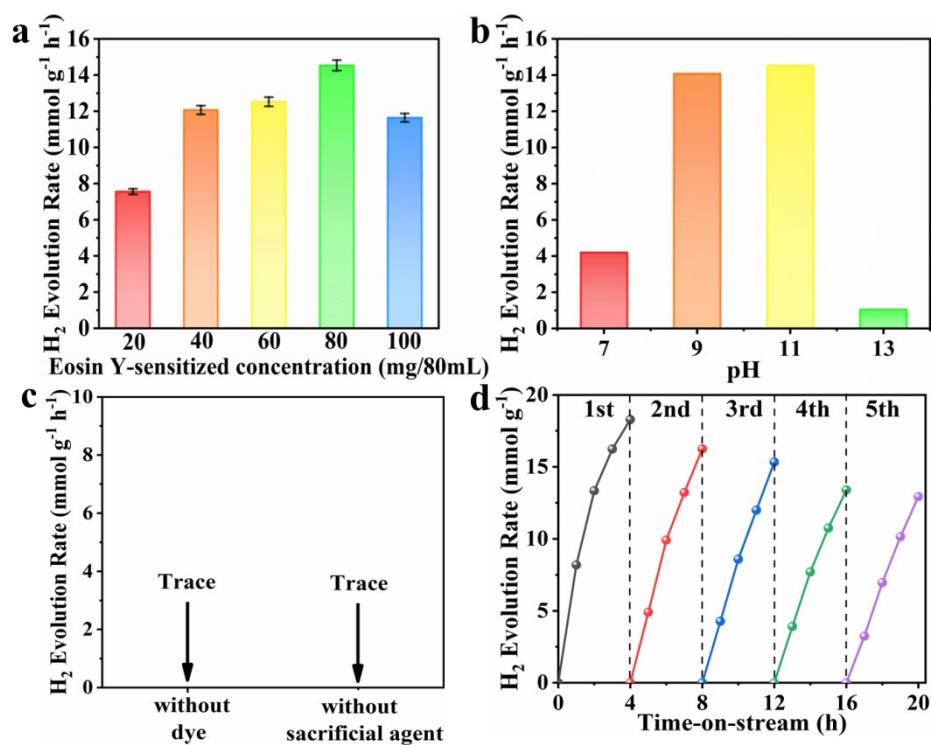 a
H2 Evolution Rate (mmol g-1 h-1)
16
14
12
10
8
6
4
2
0
20 40 60 80 100
Eosin Y-sensitized concentration (mg/80mL)
b
H2 Evolution Rate (mmol g-1 h-1)
16
14
12
10
8
6
4
2
0
7 9 11 13
pH
c
H2 Evolution Rate (mmol g-1 h-1)
10
8
6
4
2
0
Trace Trace
without without
dye sacrificial agent
d
H2 Evolution Rate (mmol g-1)
20
15
10
5
0
1st 2nd 3rd 4th 5th
0 4 8 12 16 20
Time-on-stream (h)